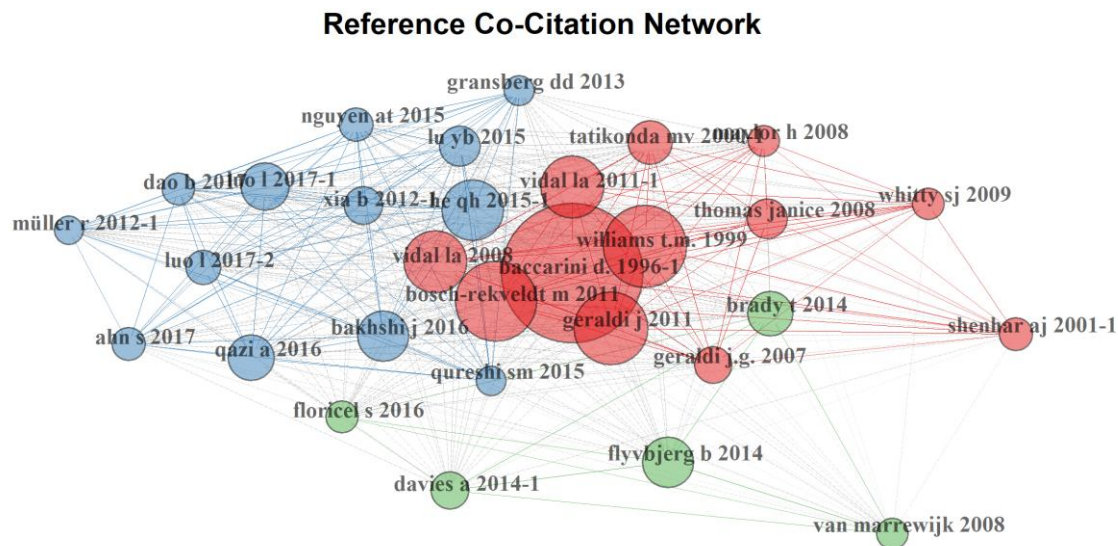 Reference Co-Citation Network
gransberg dd 2013
nguyen at 2015
lu yb 2015
tatikonda mv 2000-1
maylor h 2008
dao b 2017
luo l 2017-1
xia b 2012-1
he qh 2015-1
vidal la 2011-1
whitty sj 2009
thomas janice 2008
müller r 2012-1
williams t.m. 1999
vidal la 2008
luo l 2017-2
baccarini d. 1996-1
bosch-rekveldt m 2011
brady t 2014
geraldi j 2011
bakhshi j 2016
shenhar aj 2001-1
ahn s 2017
qazi a 2016
geraldi j.g. 2007
qureshi sm 2015
floricel s 2016
flyvbjerg b 2014
davies a 2014-1
van marrewijk 2008